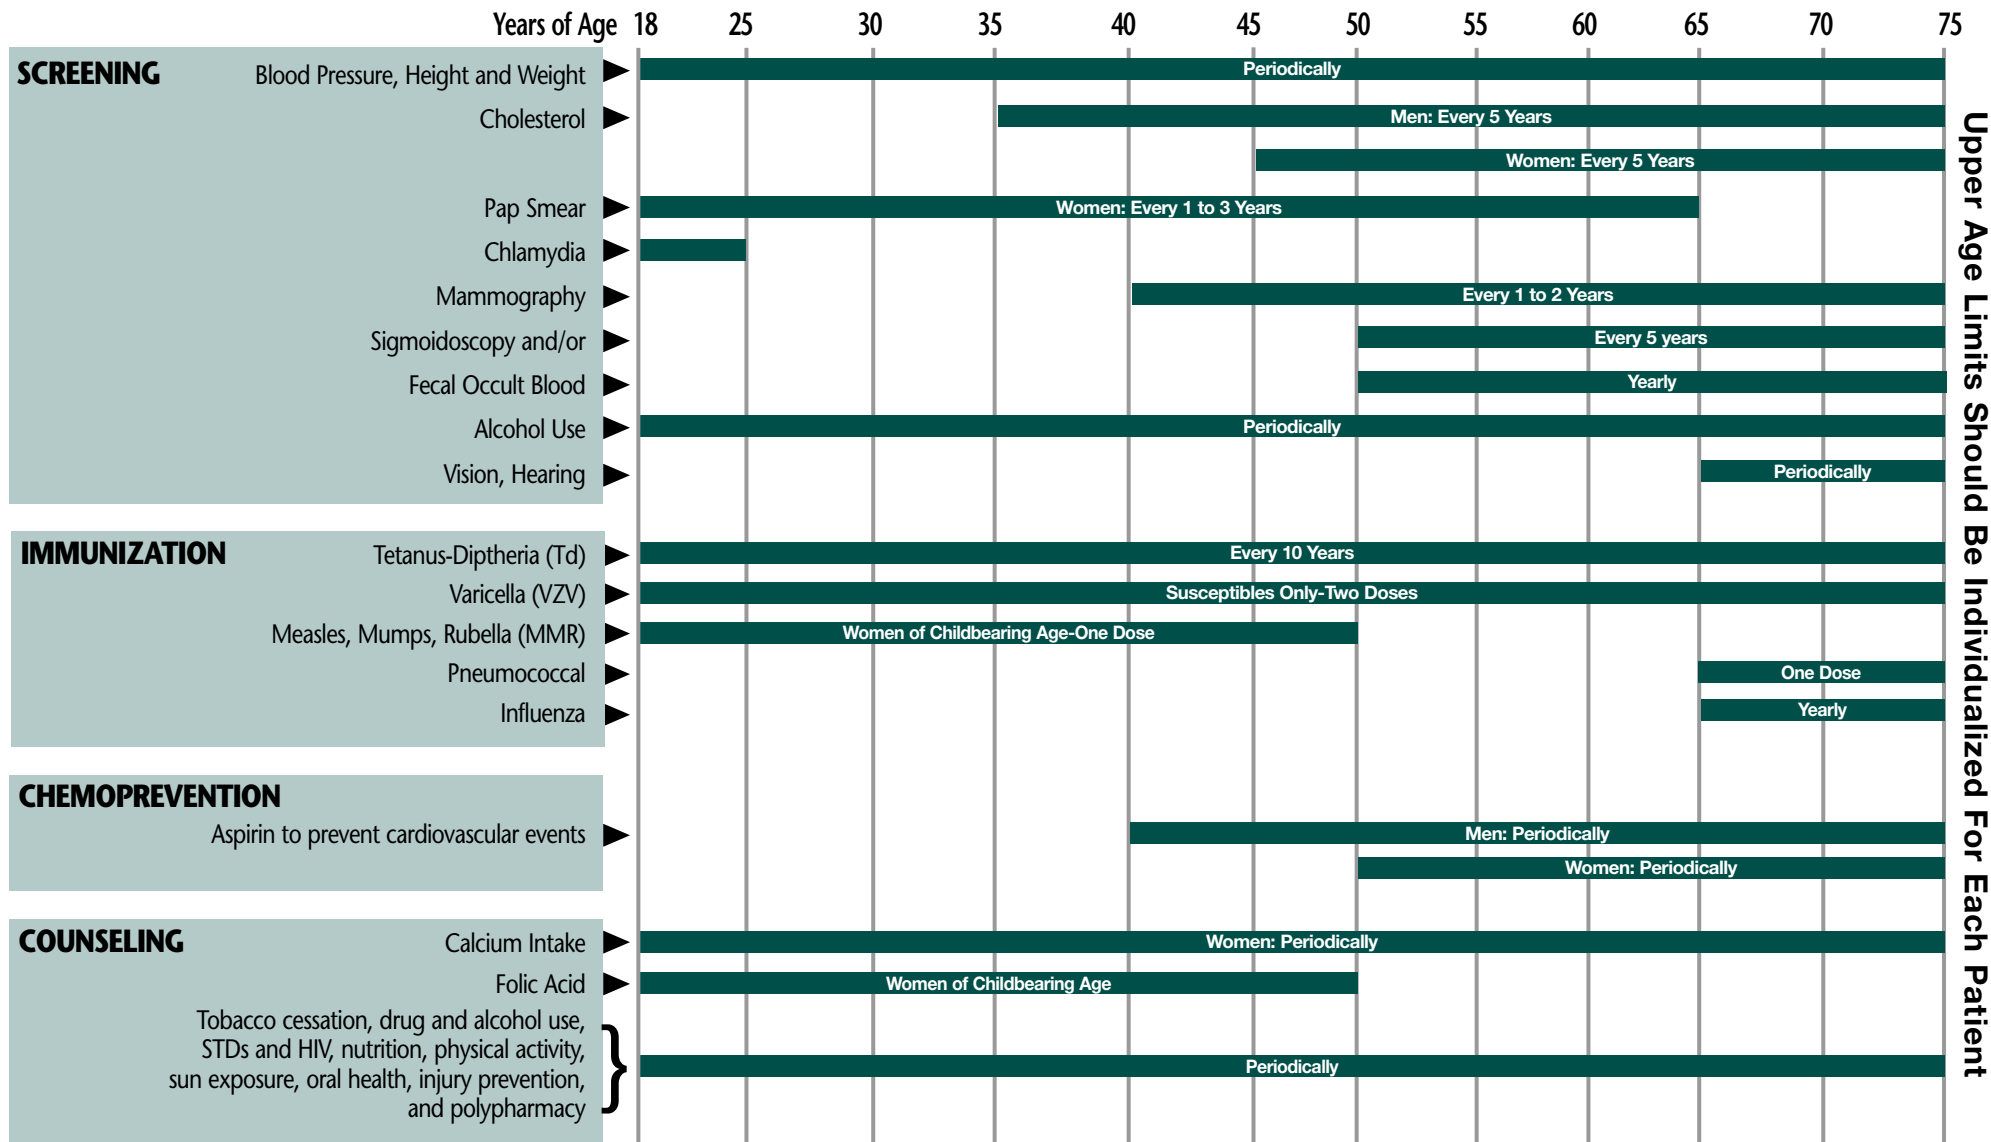 Years of Age 18 25 30 35 40 45 50 55 60 65 70 75
SCREENING Blood Pressure, Height and Weight Periodically
Cholesterol Men: Every 5 Years
Women: Every 5 Years
Pap Smear Women: Every 1 to 3 Years
Chlamydia
Mammography Every 1 to 2 Years
Sigmoidoscopy and/or Every 5 years
Fecal Occult Blood Yearly
Alcohol Use Periodically
Vision, Hearing Periodically
IMMUNIZATION Tetanus-Diptheria (Td) Every 10 Years
Varicella (VZV) Susceptibles Only-Two Doses
Measles, Mumps, Rubella (MMR) Women of Childbearing Age-One Dose
Pneumococcal One Dose
Influenza Yearly
CHEMOPREVENTION
Aspirin to prevent cardiovascular events Men: Periodically
Women: Periodically
COUNSELING Calcium Intake Women: Periodically
Folic Acid Women of Childbearing Age
Tobacco cessation, drug and alcohol use,
STDs and HIV, nutrition, physical activity,
sun exposure, oral health, injury prevention,
and polypharmacy
} Periodically
Upper Age Limits Should Be Individualized For Each Patient